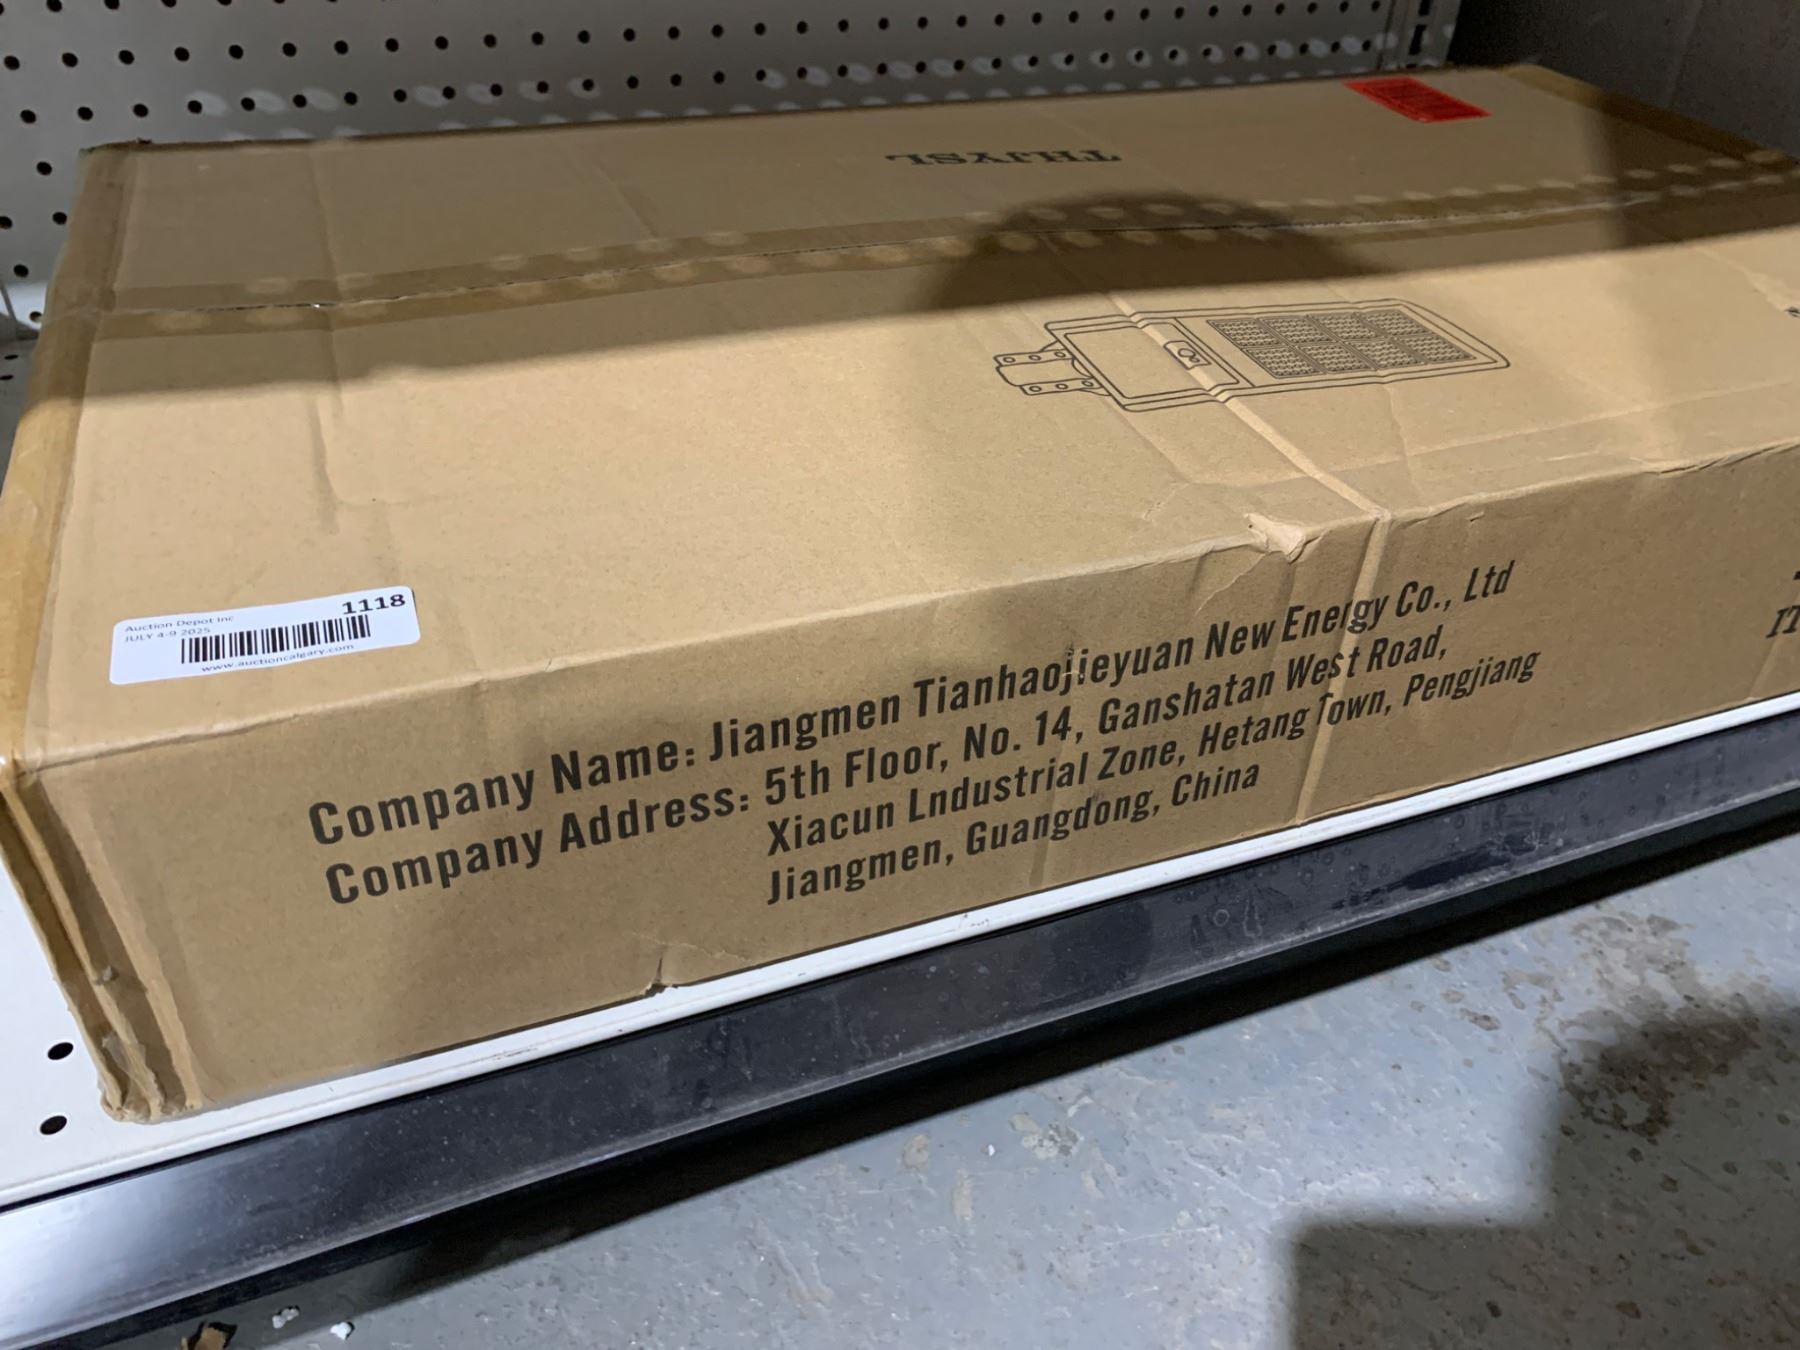 THJYSL
1118
Auction Depot Inc
JULY 4-9 2025
www.auctioncalgary.com
Company Name: Jiangmen Tianhaojieyuan New Energy Co., Ltd
Company Address: 5th Floor, No. 14, Ganshatan West Road,
Xiacun Lndustrial Zone, Hetang Town, Pengjiang
Jiangmen, Guangdong, China